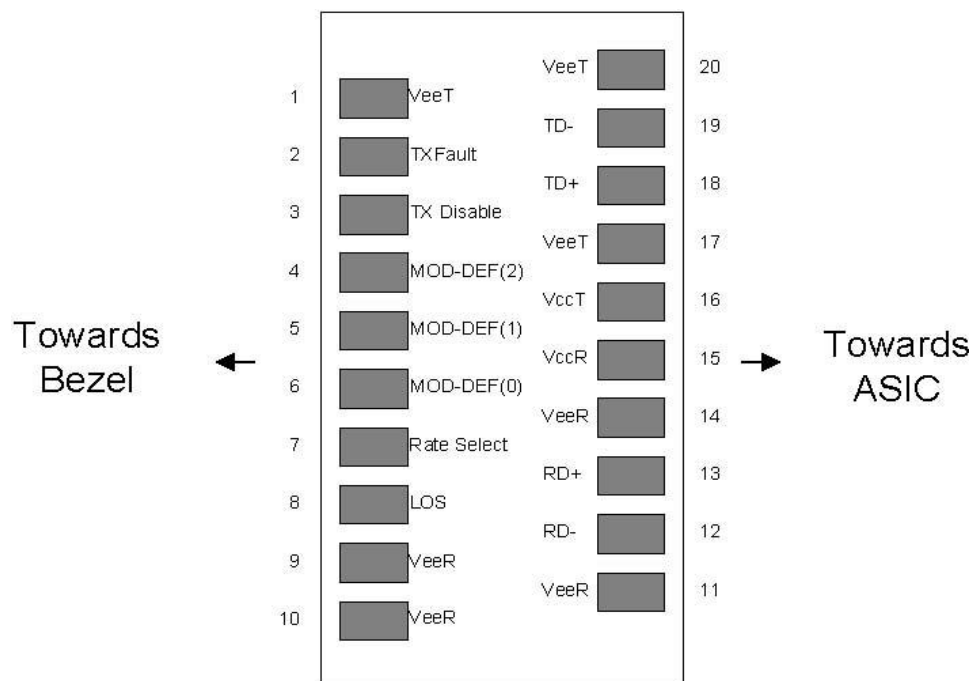 VeeT 20
1 VeeT
TD- 19
2 TXFault
TD+ 18
3 TX Disable
VeeT 17
4 MOD-DEF(2)
VccT 16
5 MOD-DEF(1)
VccR 15
6 MOD-DEF(0)
VeeR 14
7 Rate Select
RD+ 13
8 LOS
RD- 12
9 VeeR
VeeR 11
10 VeeR
Towards
Bezel
Towards
ASIC